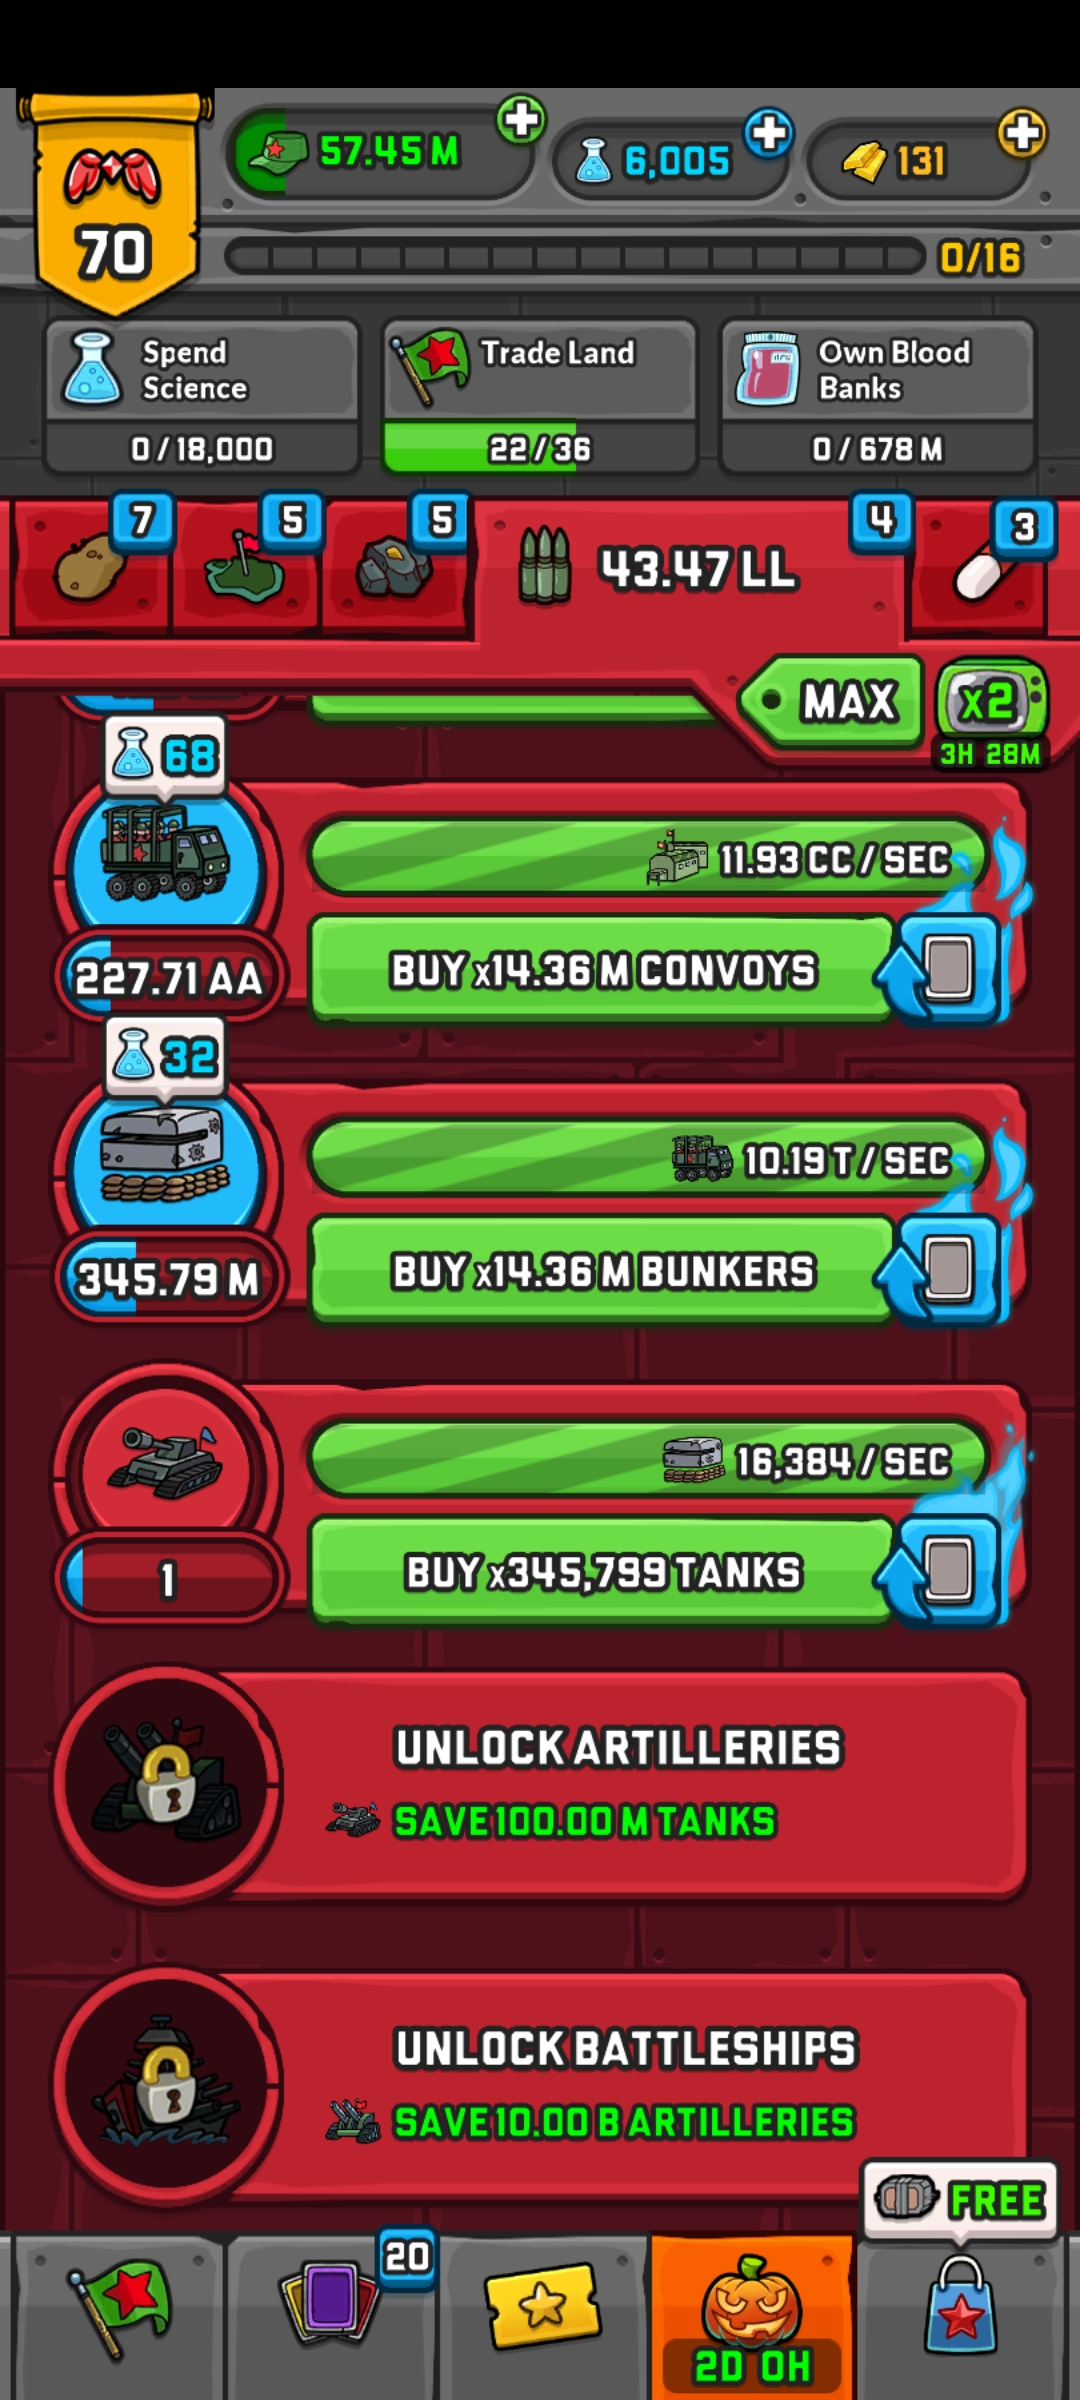 57.45 M
6,005
131
70
0/16
Spend
Science
0 / 18,000
Trade Land
22 / 36
Own Blood
Banks
0 / 678 M
7
5
5
43.47 LL
4
3
MAX
x2
3H 28M
68
11.93 CC / SEC
227.71 AA
BUY x14.36 M CONVOYS
32
10.19 T / SEC
345.79 M
BUY x14.36 M BUNKERS
16,384 / SEC
1
BUY x345,799 TANKS
UNLOCK ARTILLERIES
SAVE 100.00 M TANKS
UNLOCK BATTLESHIPS
SAVE 10.00 B ARTILLERIES
FREE
20
2D 0H